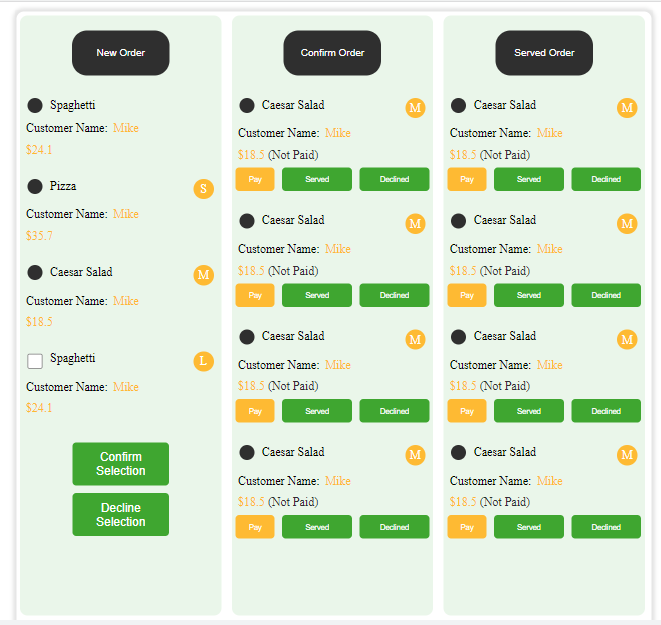 New Order
Spaghetti
Customer Name: Mike
$24.1
Pizza S
Customer Name: Mike
$35.7
Caesar Salad M
Customer Name: Mike
$18.5
Spaghetti L
Customer Name: Mike
$24.1
Confirm
Selection
Decline
Selection
Confirm Order
Caesar Salad M
Customer Name: Mike
$18.5 (Not Paid)
Pay Served Declined
Caesar Salad M
Customer Name: Mike
$18.5 (Not Paid)
Pay Served Declined
Caesar Salad M
Customer Name: Mike
$18.5 (Not Paid)
Pay Served Declined
Caesar Salad M
Customer Name: Mike
$18.5 (Not Paid)
Pay Served Declined
Served Order
Caesar Salad M
Customer Name: Mike
$18.5 (Not Paid)
Pay Served Declined
Caesar Salad M
Customer Name: Mike
$18.5 (Not Paid)
Pay Served Declined
Caesar Salad M
Customer Name: Mike
$18.5 (Not Paid)
Pay Served Declined
Caesar Salad M
Customer Name: Mike
$18.5 (Not Paid)
Pay Served Declined